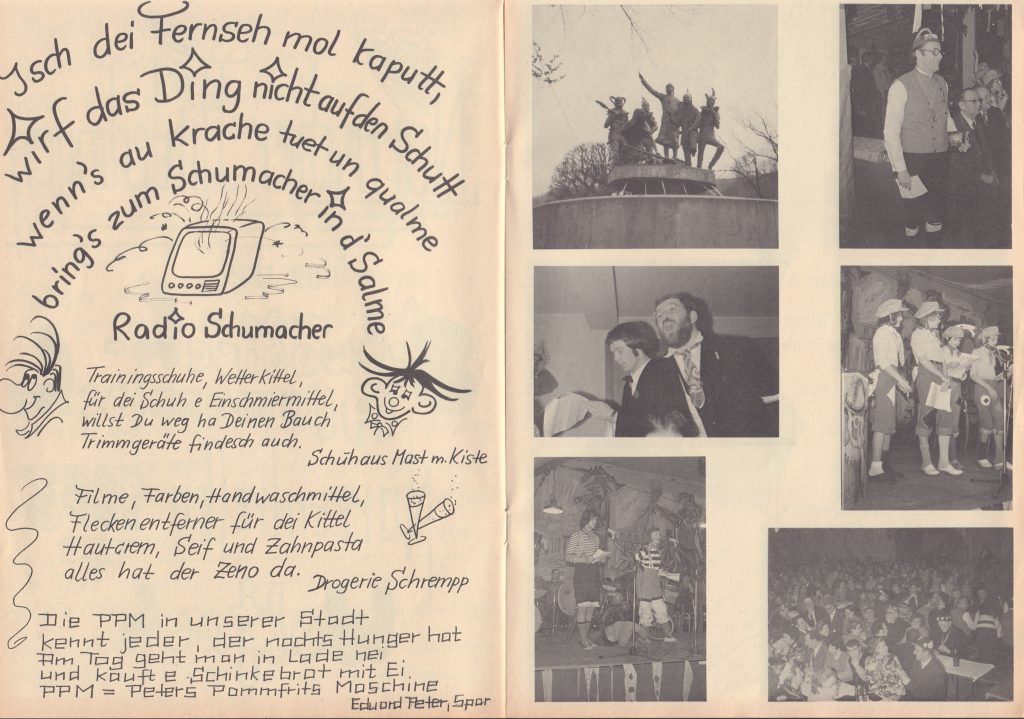 Isch dei Fernseh mol kaputt,
wirf das Ding nicht auf den Schutt
wenn's au krache tuet un qualme
bring's zum Schumacher in d'Salme
Radio Schumacher
Trainingsschuhe, Wetterkittel,
für dei Schuh e Einschmiermittel,
willst Du weg ha Deinen Bauch
Trimmgeräte findesch auch.
Schuhaus Mast m. Kiste
Filme, Farben, Handwaschmittel,
Fleckenentferner für dei Kittel
Hautcrem, Seif und Zahnpasta
alles hat der Zeno da.
Drogerie Schrempp
Die PPM in unserer Stadt
kennt jeder, der nachts Hunger hat
Am Tag geht man in Lade nei
und kauft e Schinkebrot mit Ei.
PPM = Peters Pommfrits Maschine
Eduard Peter, Spar